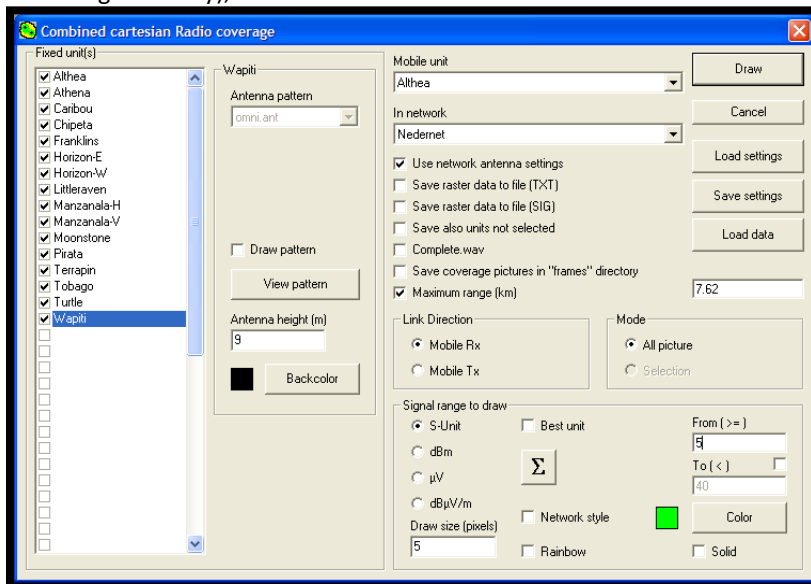 Combined cartesian Radio coverage
Fixed unit(s)
Althea
Athena
Caribou
Chipeta
Franklins
Horizon-E
Horizon-W
Littleraven
Manzanala-H
Manzanala-V
Moonstone
Pirata
Terrapin
Tobago
Turtle
Wapiti
Wapiti
Antenna pattern
omni.ant
Draw pattern
View pattern
Antenna height (m)
9
Backcolor
Mobile unit
Althea
In network
Nedernet
Use network antenna settings
Save raster data to file (TXT)
Save raster data to file (SIG)
Save also units not selected
Complete.wav
Save coverage pictures in "frames" directory
Maximum range (km)
7.62
Draw
Cancel
Load settings
Save settings
Load data
Link Direction
Mobile Rx
Mobile Tx
Mode
All picture
Selection
Signal range to draw
S-Unit
dBm
µV
dBµV/m
Draw size (pixels)
5
Best unit
Σ
Network style
Rainbow
From ( >= )
5
To ( < )
40
Color
Solid